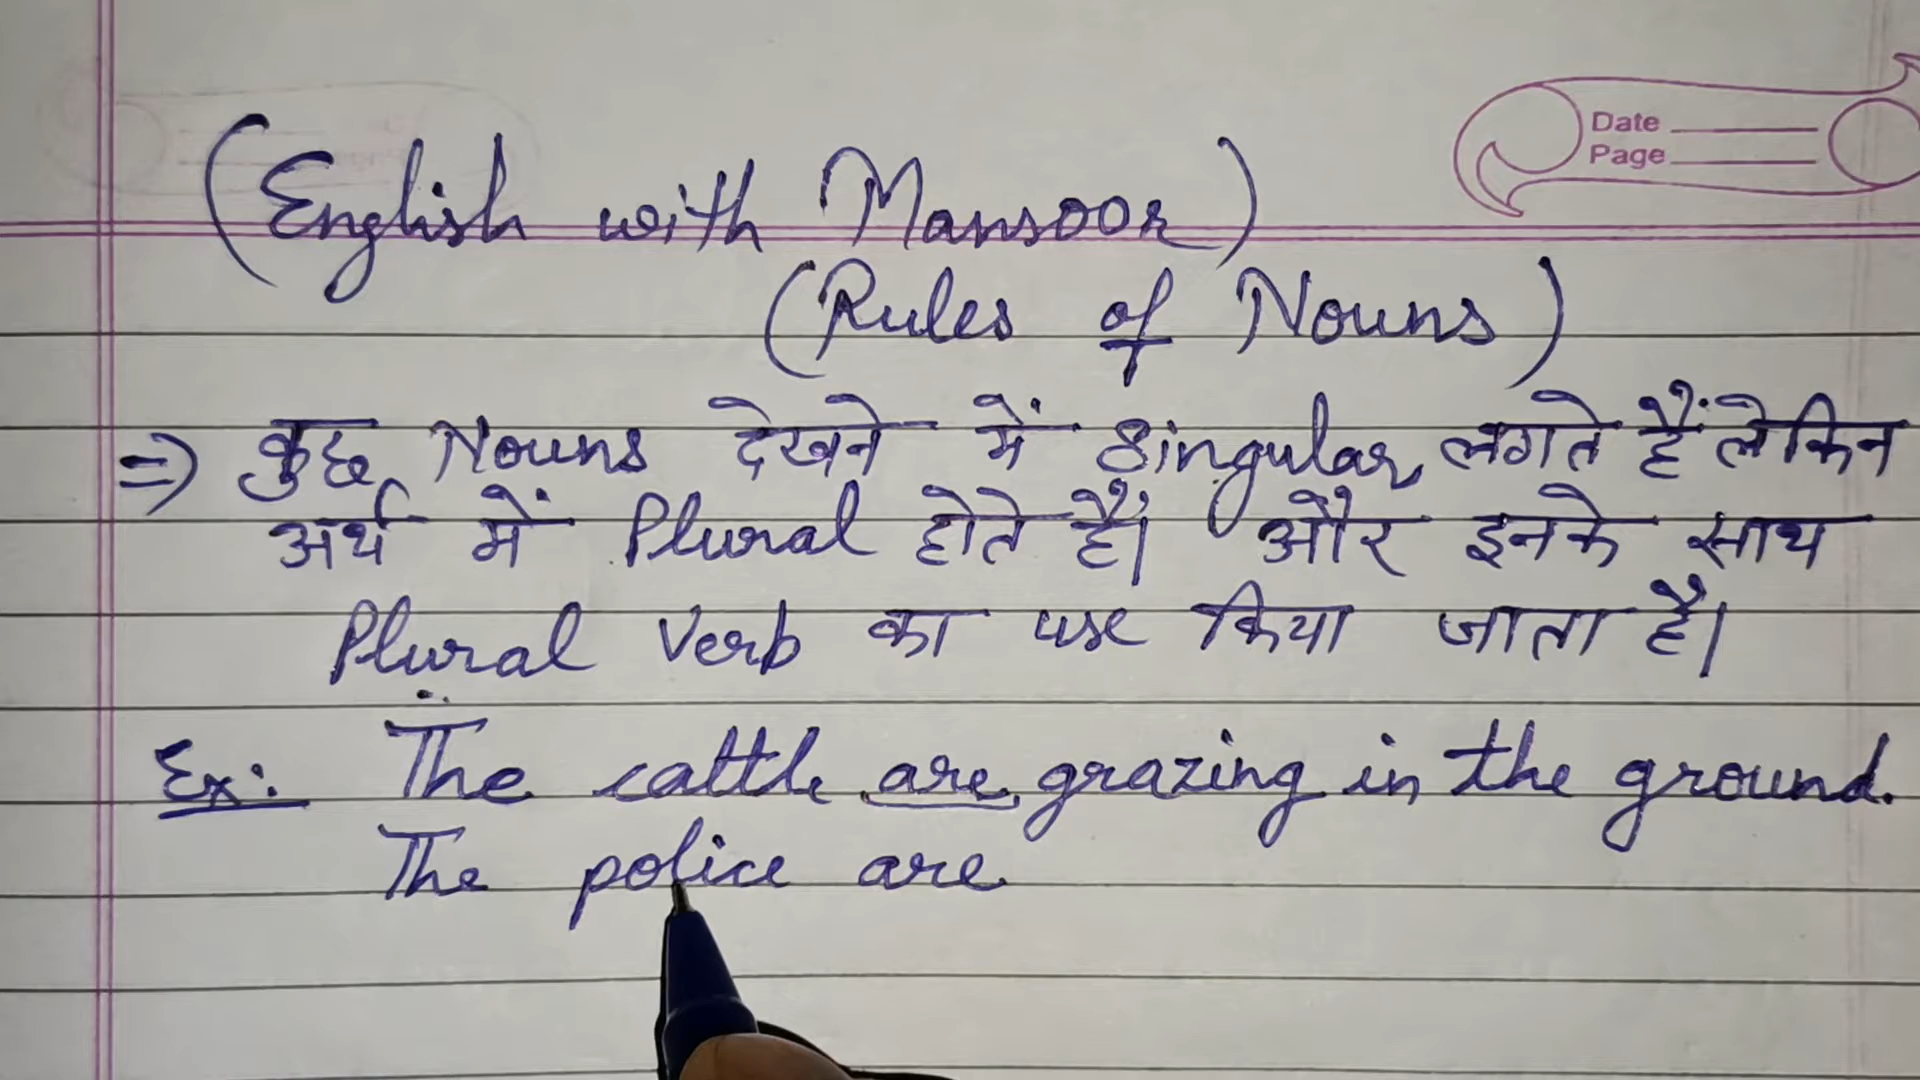 Date
Page
(English with Mansoor)
(Rules of Nouns)
=> कुछ Nouns देखने में Singular लगते हैं लेकिन
अर्थ में Plural होते हैं। और इनके साथ
Plural Verb का use किया जाता है।
Ex: The cattle are grazing in the ground.
The police are